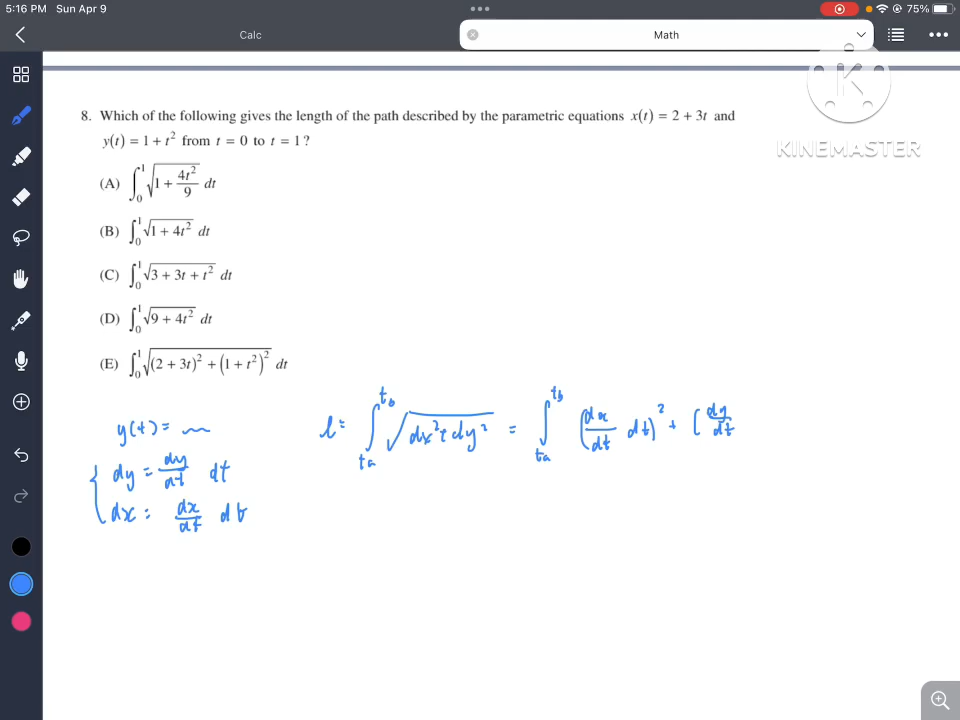 5:16 PM Sun Apr 9
75%
Calc
Math
KINEMASTER
8. Which of the following gives the length of the path described by the parametric equations x(t) = 2 + 3t and
y(t) = 1 + t² from t = 0 to t = 1?
(A) ∫₀¹ √(1 + 4t²/9) dt
(B) ∫₀¹ √(1 + 4t²) dt
(C) ∫₀¹ √(3 + 3t + t²) dt
(D) ∫₀¹ √(9 + 4t²) dt
(E) ∫₀¹ √((2 + 3t)² + (1 + t²)²) dt
y(t) =
dy = dy/dt dt
dx = dx/dt dt
l = ∫_ta^tb √(dx² + dy²) = ∫_ta^tb (dx/dt dt)² + (dy/dt